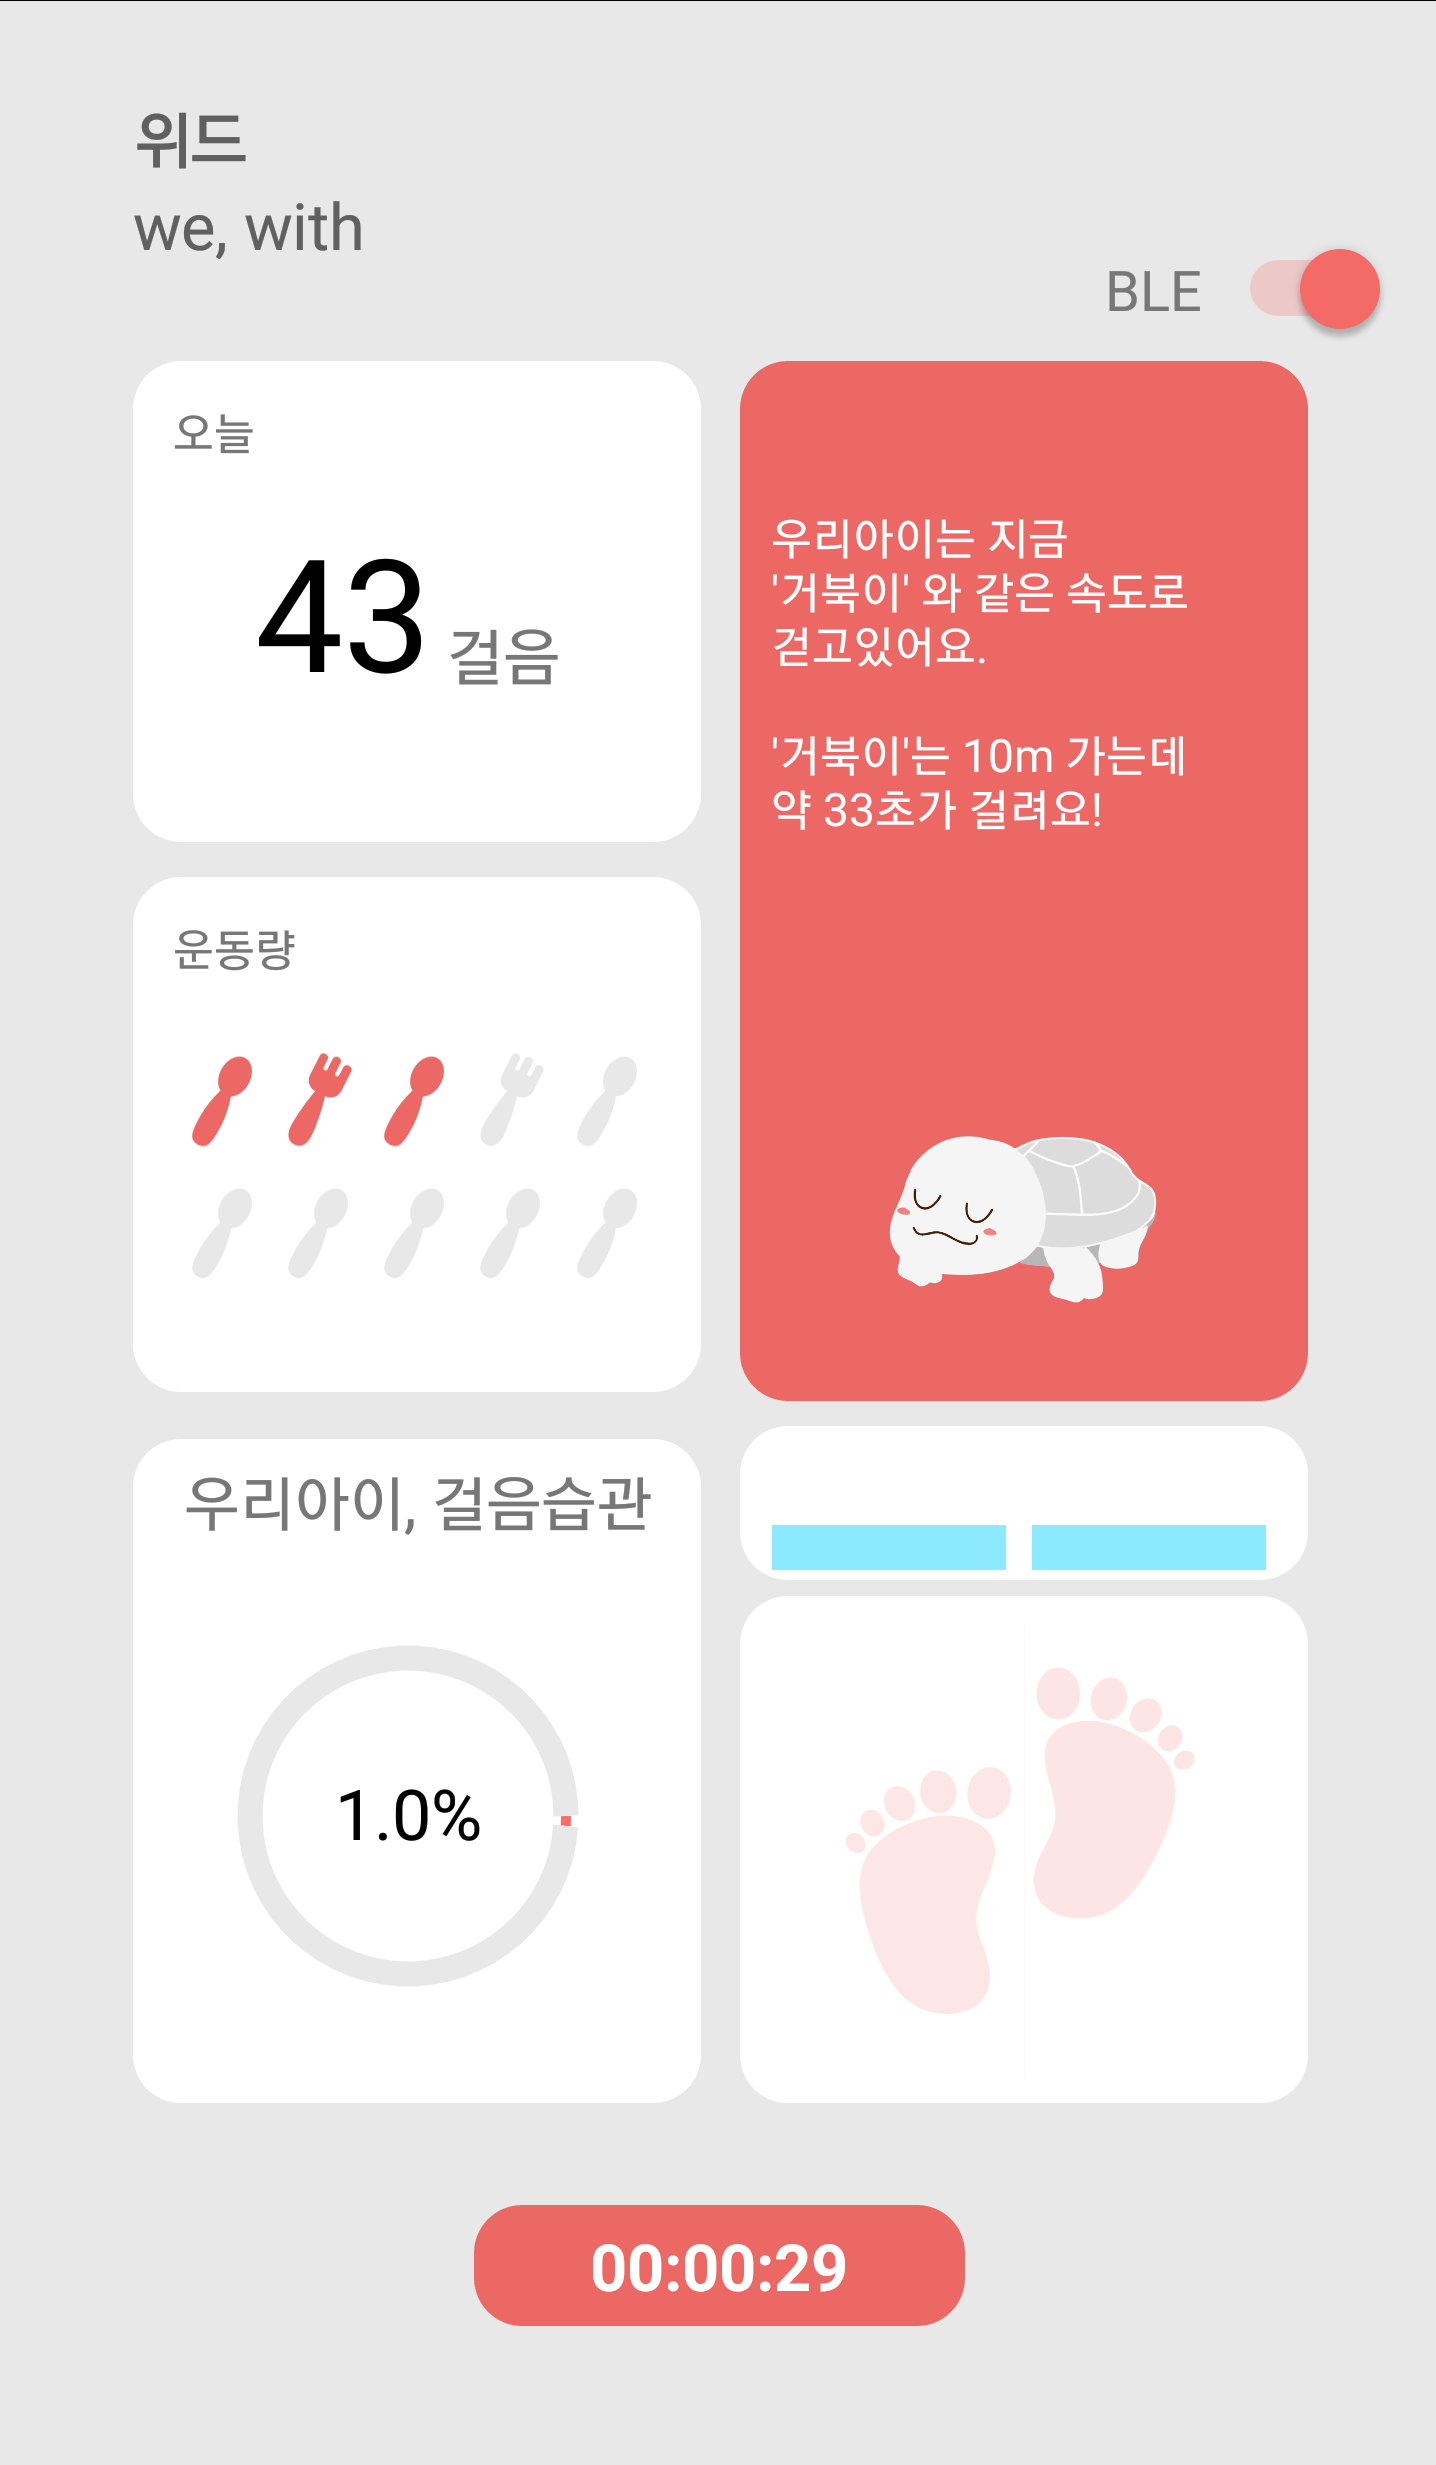 위드
we, with
BLE
오늘
43 걸음
우리아이는 지금
'거북이' 와 같은 속도로
걷고있어요.
'거북이'는 10m 가는데
약 33초가 걸려요!
운동량
우리아이, 걸음습관
1.0%
00:00:29